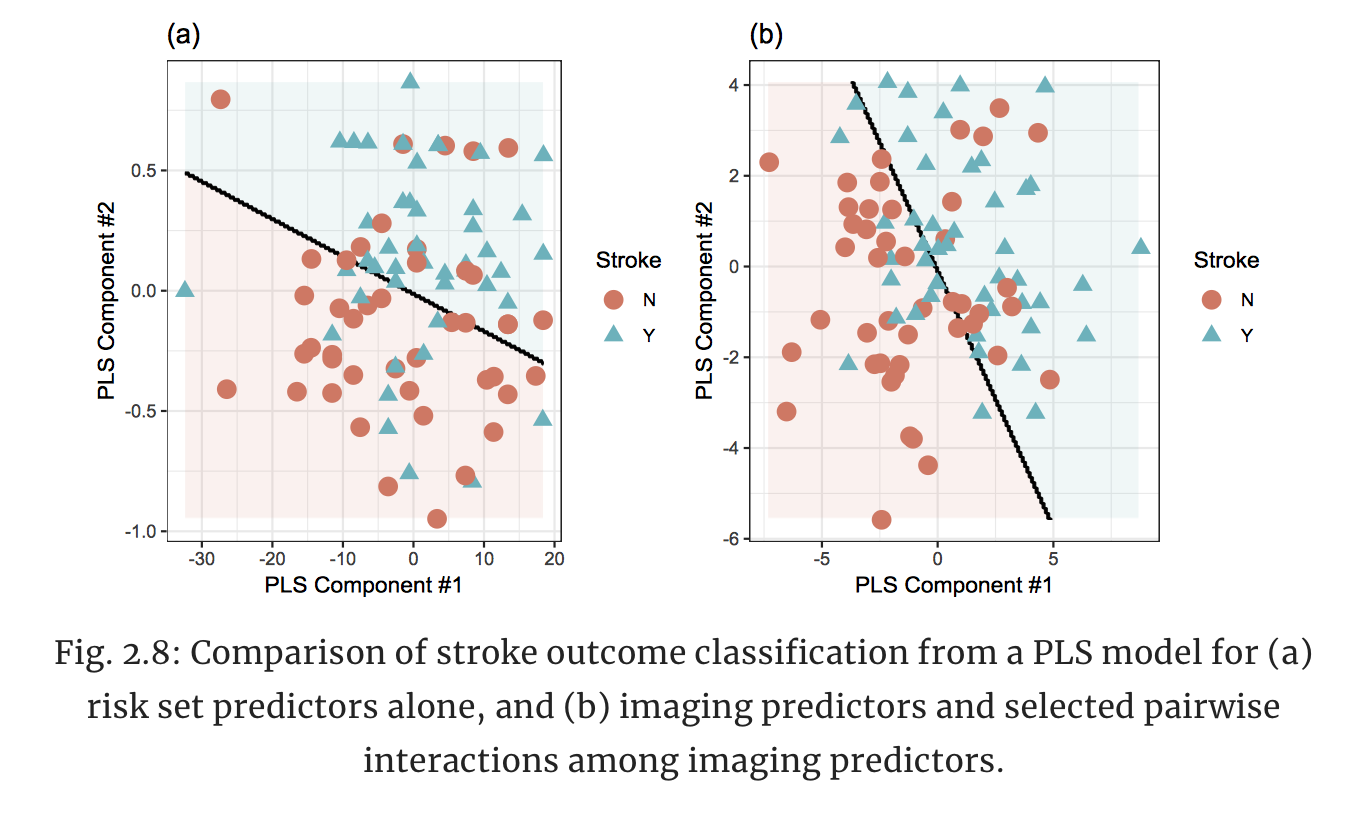 (a)
PLS Component #2
0.5
0.0
-0.5
-1.0
-30 -20 -10 0 10 20
PLS Component #1
Stroke
N
Y
(b)
PLS Component #2
4
2
0
-2
-4
-6
-5 0 5
PLS Component #1
Stroke
N
Y
Fig. 2.8: Comparison of stroke outcome classification from a PLS model for (a)
risk set predictors alone, and (b) imaging predictors and selected pairwise
interactions among imaging predictors.